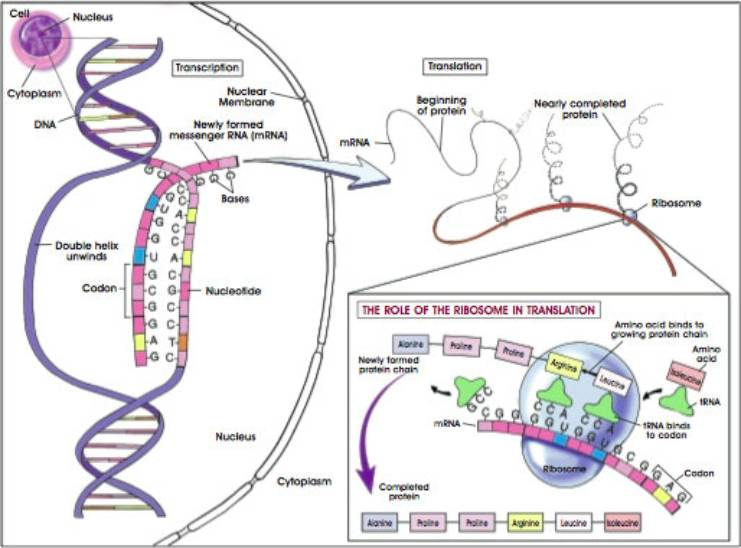 Cell
Nucleus
Cytoplasm
DNA
Transcription
Nuclear
Membrane
Newly formed
messenger RNA (mRNA)
Bases
Double helix
unwinds
Codon
Nucleotide
U
G
G
U
G
C
G
G
A
G
C
C
A
C
C
A
C
G
C
C
T
C
Nucleus
Cytoplasm
Translation
Beginning
of protein
mRNA
Nearly completed
protein
Ribosome
THE ROLE OF THE RIBOSOME IN TRANSLATION
Alanine
Proline
Proline
Arginine
Leucine
Amino acid binds to
growing protein chain
Amino
acid
Isoleucine
Newly formed
protein chain
tRNA
tRNA binds
to codon
mRNA
G C C
C C A
C C A
C G G G G G U G G U G C G G A G
Ribosome
Codon
Completed
protein
Alanine
Proline
Proline
Arginine
Leucine
Isoleucine